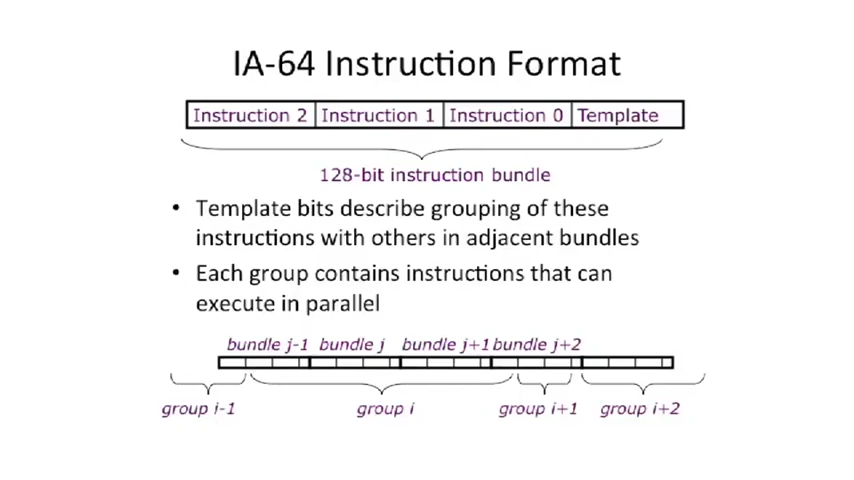 IA-64 Instruction Format
Instruction 2 Instruction 1 Instruction 0 Template
128-bit instruction bundle
• Template bits describe grouping of these
instructions with others in adjacent bundles
• Each group contains instructions that can
execute in parallel
bundle j-1 bundle j bundle j+1 bundle j+2
group i-1 group i group i+1 group i+2